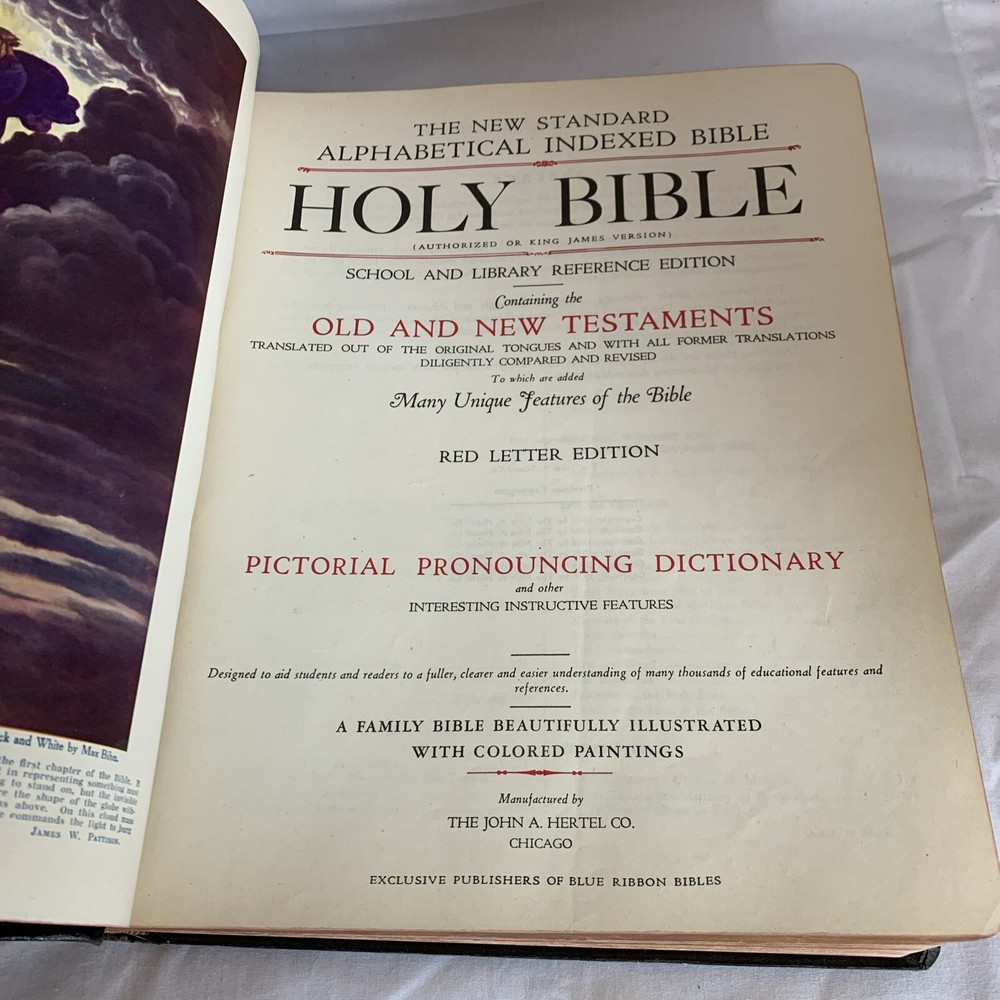 ck and White by Max Bihn.
the first chapter of the Bible. It
in representing something must
g to stand on, but the invisible
re the shape of the globe with-
s above. On this cloud man
e commands the light to burst
JAMES W. PATTISON.
THE NEW STANDARD
ALPHABETICAL INDEXED BIBLE
HOLY BIBLE
(AUTHORIZED OR KING JAMES VERSION)
SCHOOL AND LIBRARY REFERENCE EDITION
Containing the
OLD AND NEW TESTAMENTS
TRANSLATED OUT OF THE ORIGINAL TONGUES AND WITH ALL FORMER TRANSLATIONS
DILIGENTLY COMPARED AND REVISED
To which are added
Many Unique Features of the Bible
RED LETTER EDITION
PICTORIAL PRONOUNCING DICTIONARY
and other
INTERESTING INSTRUCTIVE FEATURES
Designed to aid students and readers to a fuller, clearer and easier understanding of many thousands of educational features and
references.
A FAMILY BIBLE BEAUTIFULLY ILLUSTRATED
WITH COLORED PAINTINGS
Manufactured by
THE JOHN A. HERTEL CO.
CHICAGO
EXCLUSIVE PUBLISHERS OF BLUE RIBBON BIBLES